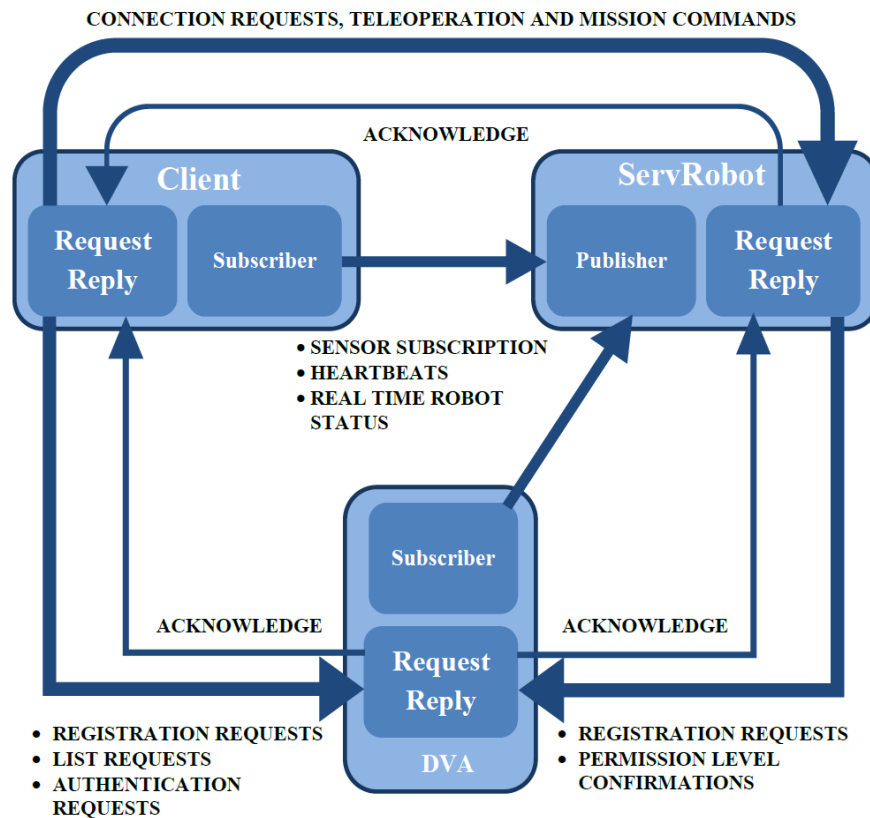 CONNECTION REQUESTS, TELEOPERATION AND MISSION COMMANDS
ACKNOWLEDGE
Client
ServRobot
Request
Reply
Subscriber
Publisher
Request
Reply
• SENSOR SUBSCRIPTION
• HEARTBEATS
• REAL TIME ROBOT
STATUS
Subscriber
ACKNOWLEDGE
ACKNOWLEDGE
Request
Reply
DVA
• REGISTRATION REQUESTS
• LIST REQUESTS
• AUTHENTICATION
REQUESTS
• REGISTRATION REQUESTS
• PERMISSION LEVEL
CONFIRMATIONS